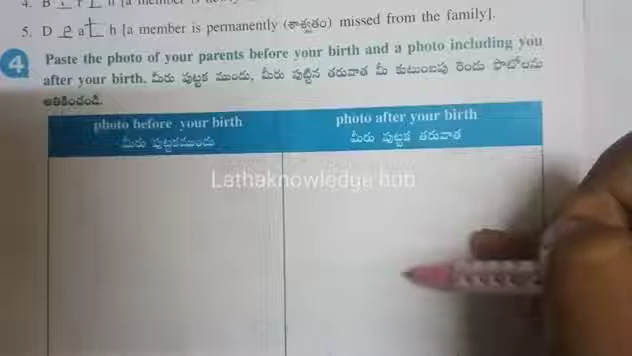 5. D e a t h [a member is permanently (శాశ్వతం) missed from the family].
4 Paste the photo of your parents before your birth and a photo including you
after your birth. మీరు పుట్టక ముందు, మీరు పుట్టిన తరువాత మీ కుటుంబపు రెండు ఫొటోలను
అతికించండి.
photo before your birth photo after your birth
మీరు పుట్టకముందు మీరు పుట్టక తరువాత
Lathaknowledge hub